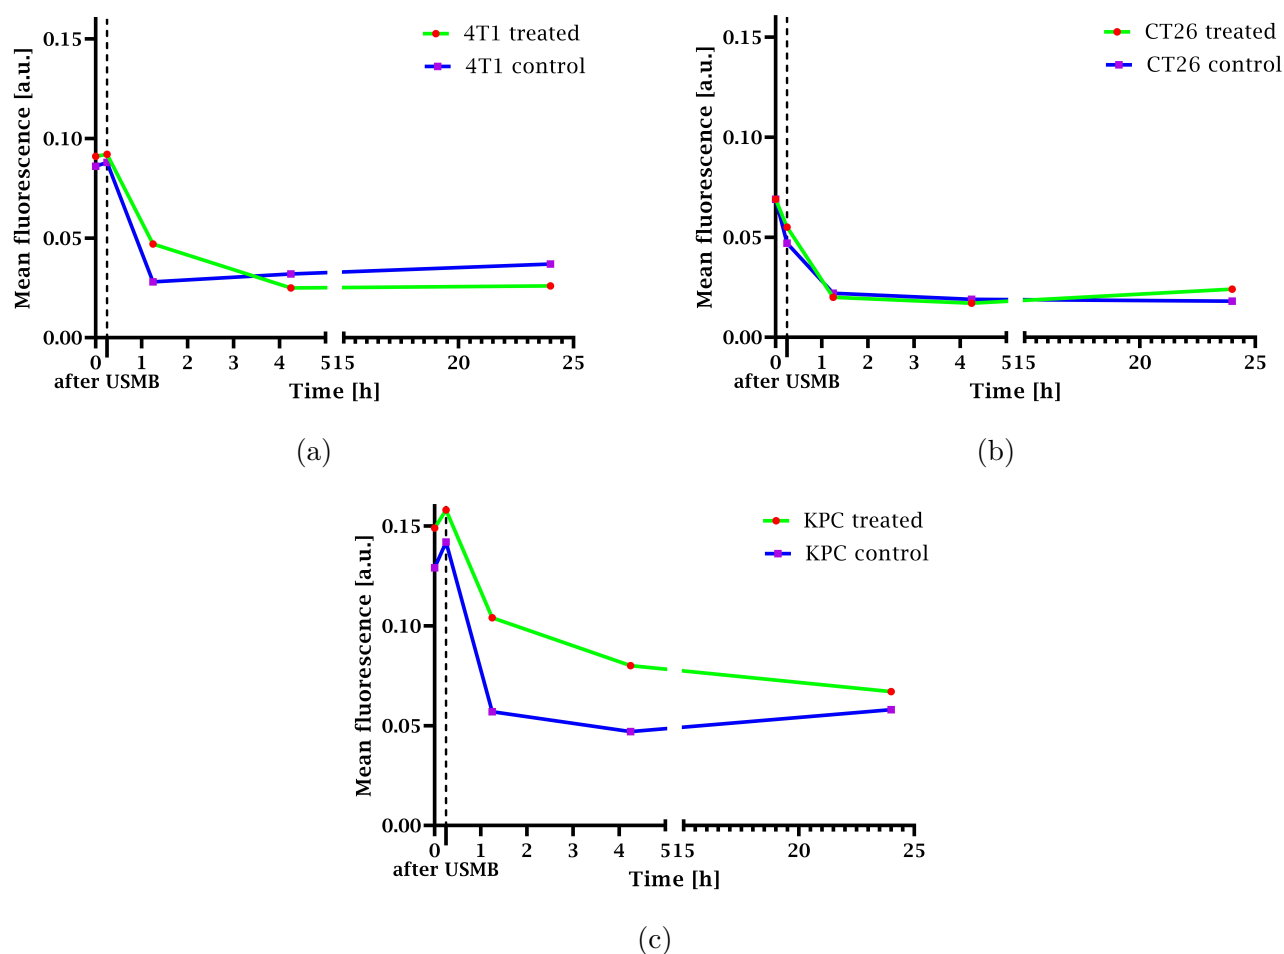 4T1 treated
4T1 control
Mean fluorescence [a.u.]
0.15
0.10
0.05
0.00
0 1 2 3 4 5 15 20 25
after USMB
Time [h]
(a)
CT26 treated
CT26 control
Mean fluorescence [a.u.]
0.15
0.10
0.05
0.00
0 1 2 3 4 5 15 20 25
after USMB
Time [h]
(b)
KPC treated
KPC control
Mean fluorescence [a.u.]
0.15
0.10
0.05
0.00
0 1 2 3 4 5 15 20 25
after USMB
Time [h]
(c)